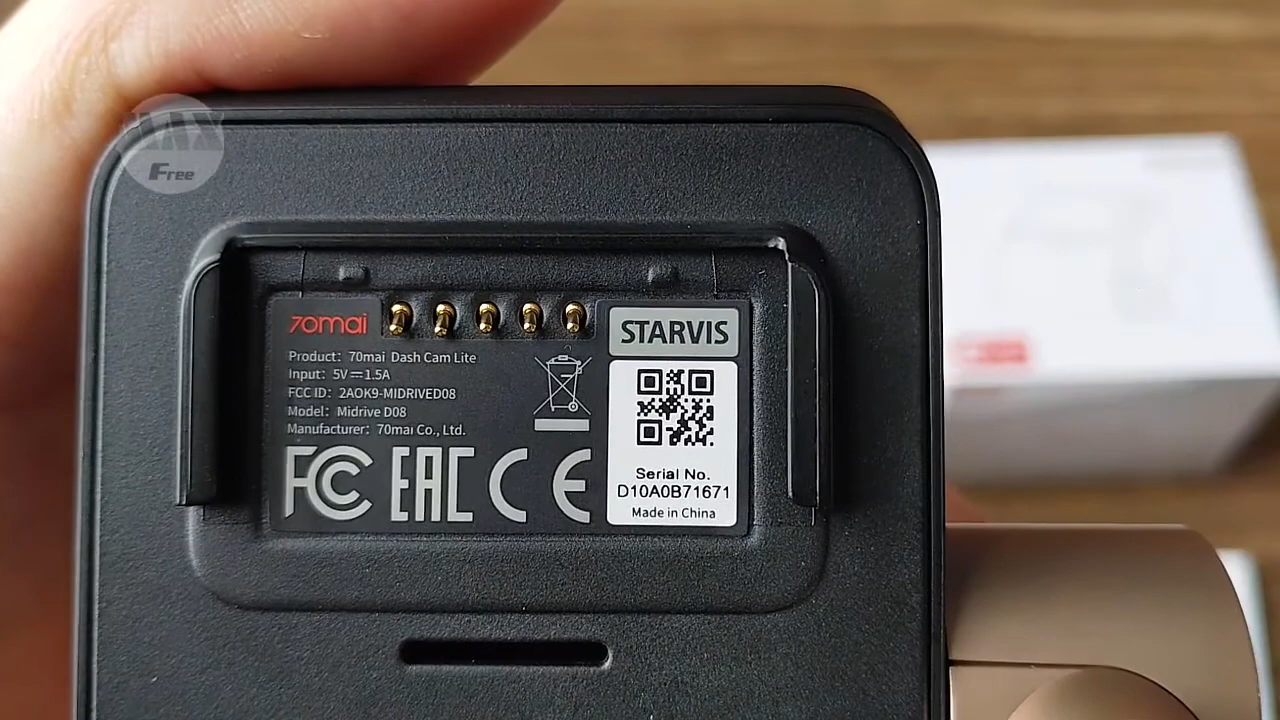 Free
70mai
STARVIS
Product: 70mai Dash Cam Lite
Input: 5V⎓1.5A
FCC ID: 2AOK9-MIDRIVED08
Model: Midrive D08
Manufacturer: 70mai Co., Ltd.
FC EAC CE
Serial No.
D10A0B71671
Made in China